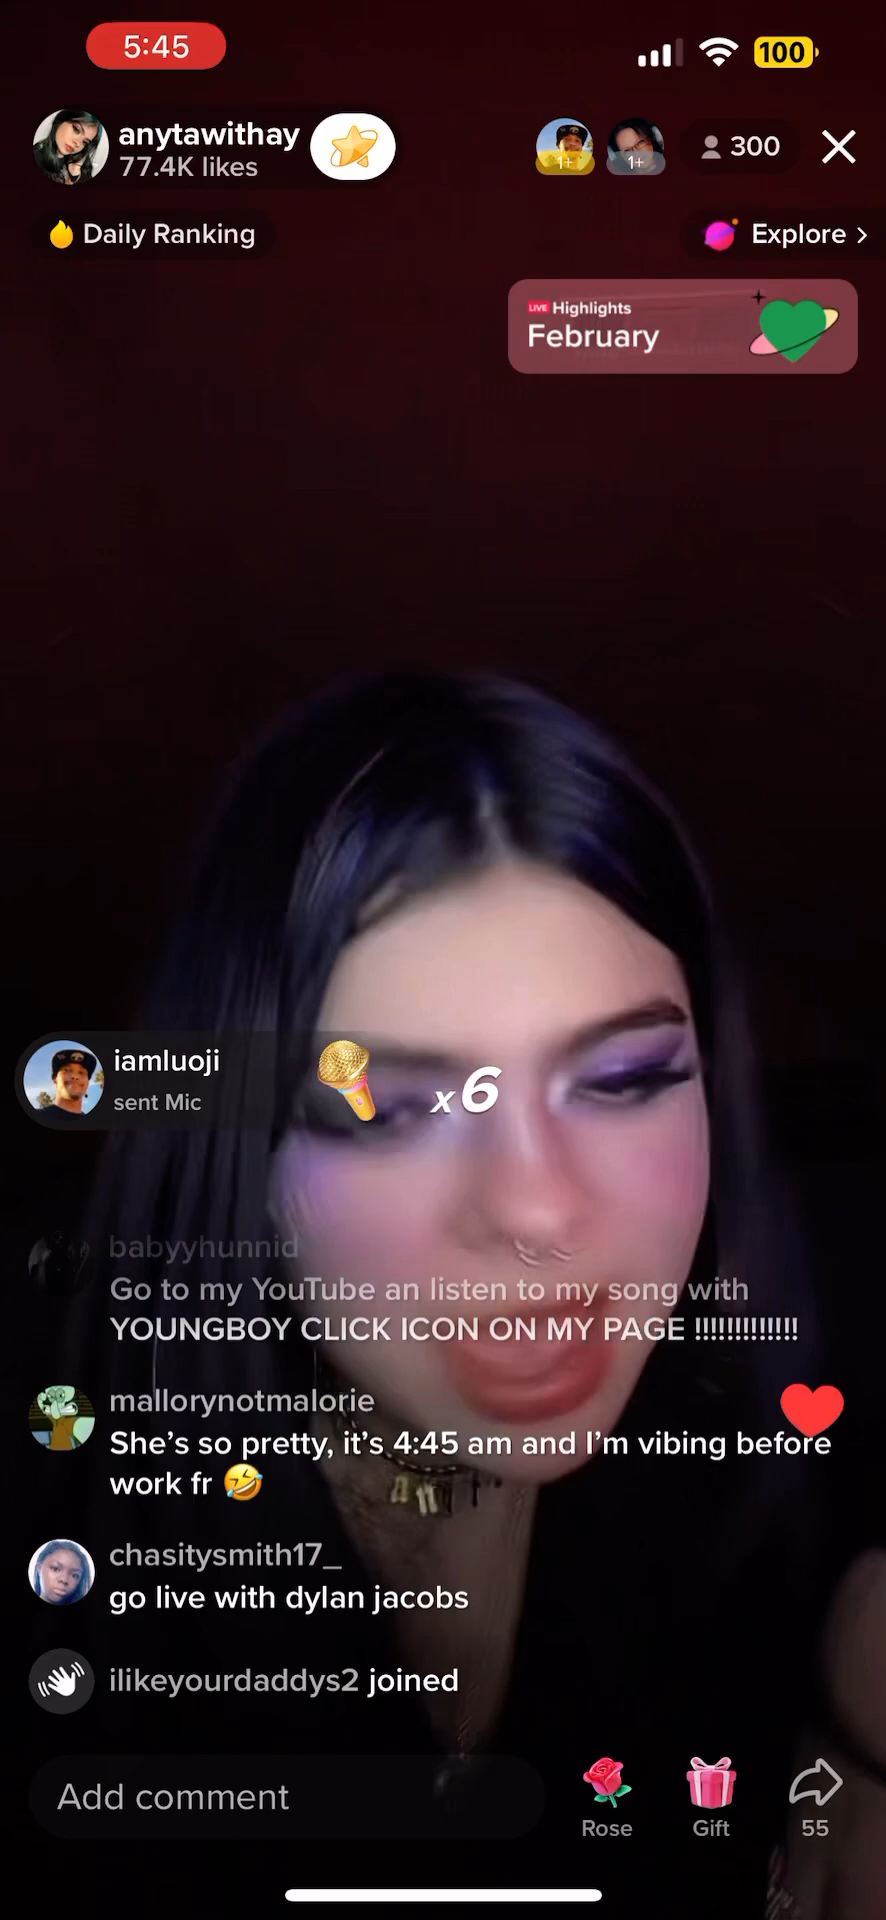 5:45
100
anytawithay
77.4K likes
1+
1+
300
Daily Ranking
Explore >
LIVE Highlights
February
iamluoji
sent Mic
x6
babyyhunnid
Go to my YouTube an listen to my song with
YOUNGBOY CLICK ICON ON MY PAGE !!!!!!!!!!!!!
mallorynotmalorie
She's so pretty, it's 4:45 am and I'm vibing before
work fr 🤣
chasitysmith17_
go live with dylan jacobs
ilikeyourdaddys2 joined
Add comment
Rose
Gift
55